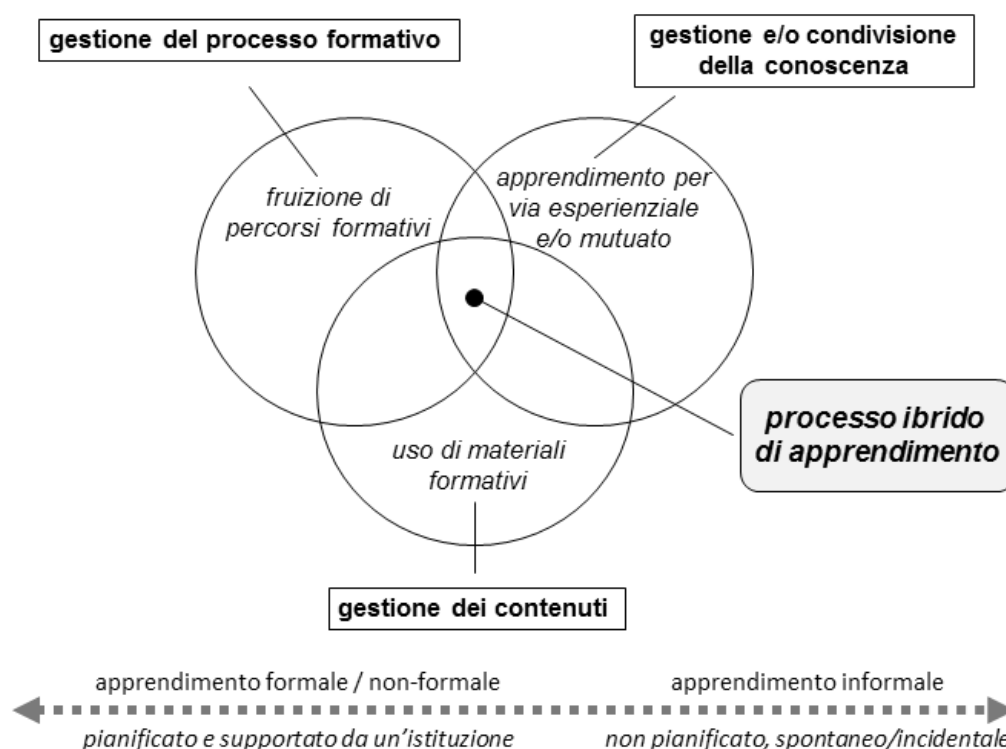 gestione del processo formativo
gestione e/o condivisione
della conoscenza
fruizione di
percorsi formativi
apprendimento per
via esperienziale
e/o mutuato
processo ibrido
di apprendimento
uso di materiali
formativi
gestione dei contenuti
apprendimento formale / non-formale
apprendimento informale
pianificato e supportato da un'istituzione
non pianificato, spontaneo/incidentale